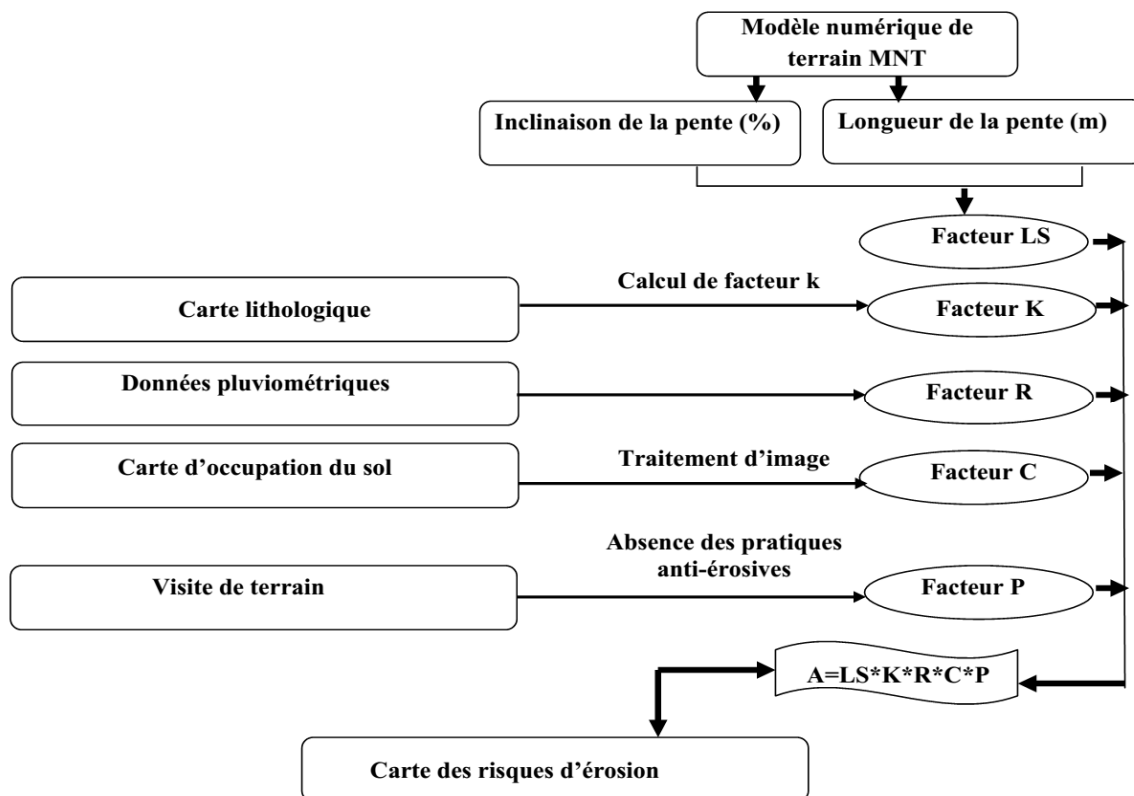 Modèle numérique de
terrain MNT
Inclinaison de la pente (%)
Longueur de la pente (m)
Facteur LS
Calcul de facteur k
Carte lithologique
Facteur K
Données pluviométriques
Facteur R
Carte d'occupation du sol
Traitement d'image
Facteur C
Absence des pratiques
anti-érosives
Visite de terrain
Facteur P
A=LS*K*R*C*P
Carte des risques d'érosion